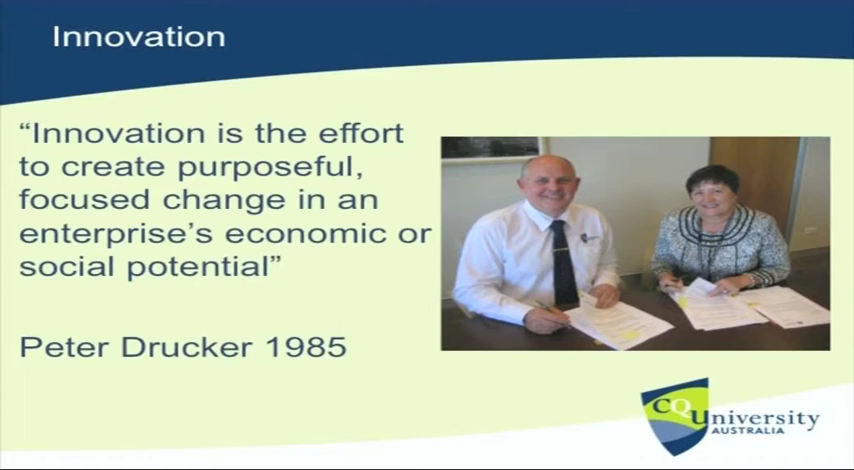 Innovation
“Innovation is the effort
to create purposeful,
focused change in an
enterprise’s economic or
social potential”
Peter Drucker 1985
CQUniversity
AUSTRALIA